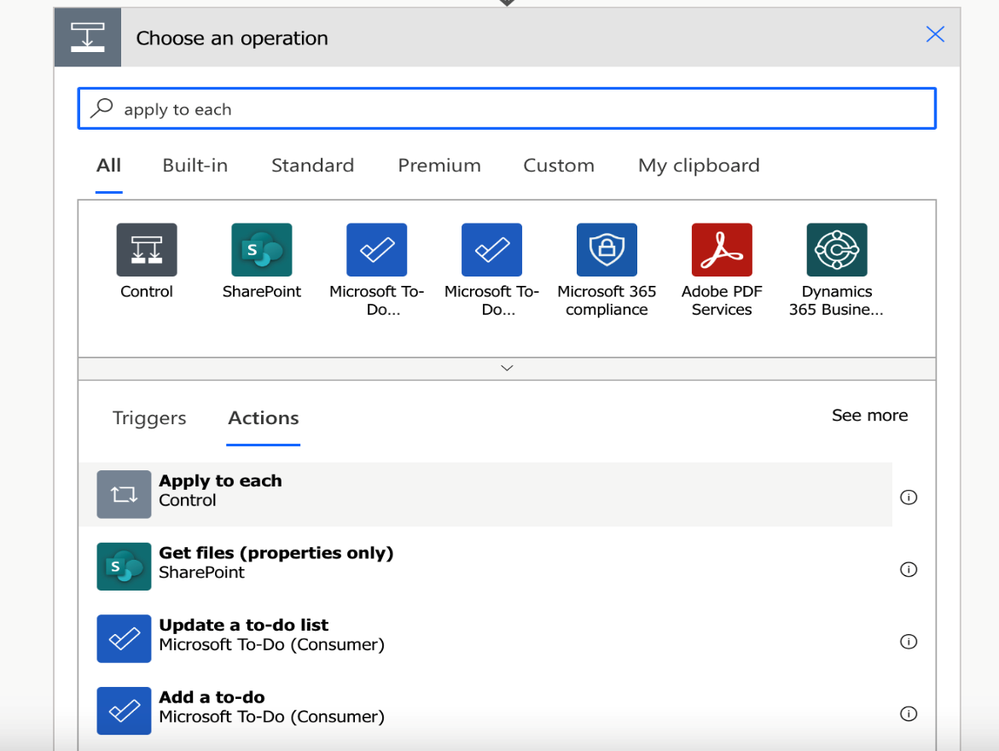 Choose an operation
apply to each
All Built-in Standard Premium Custom My clipboard
Control SharePoint Microsoft To-Do... Microsoft To-Do... Microsoft 365 compliance Adobe PDF Services Dynamics 365 Busine...
Triggers Actions See more
Apply to each
Control
Get files (properties only)
SharePoint
Update a to-do list
Microsoft To-Do (Consumer)
Add a to-do
Microsoft To-Do (Consumer)